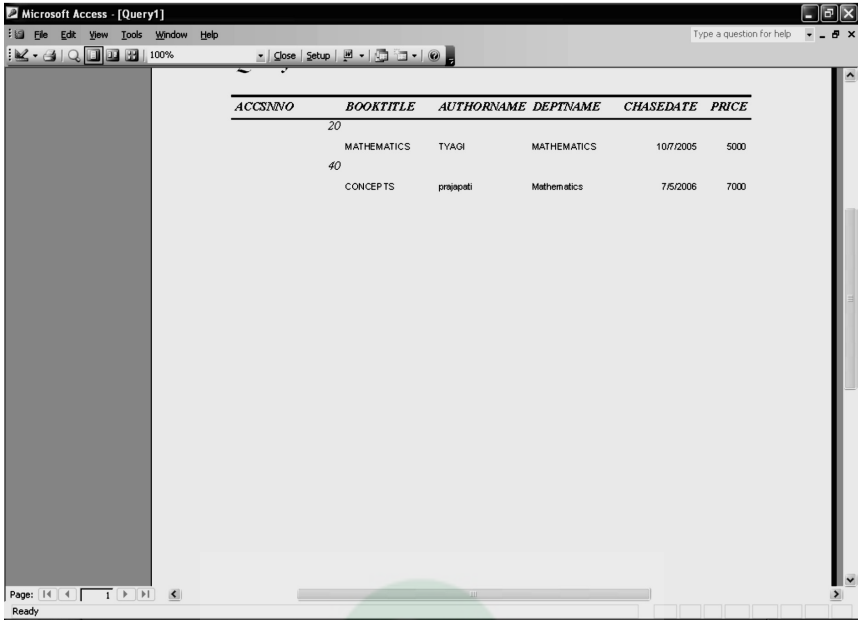 Microsoft Access - [Query1]
File Edit View Tools Window Help Type a question for help
100% Close Setup
ACCSNNO BOOKTITLE AUTHORNAME DEPTNAME CHASEDATE PRICE
20
MATHEMATICS TYAGI MATHEMATICS 10/7/2005 5000
40
CONCEPTS prajapati Mathematics 7/5/2006 7000
Page: 1
Ready